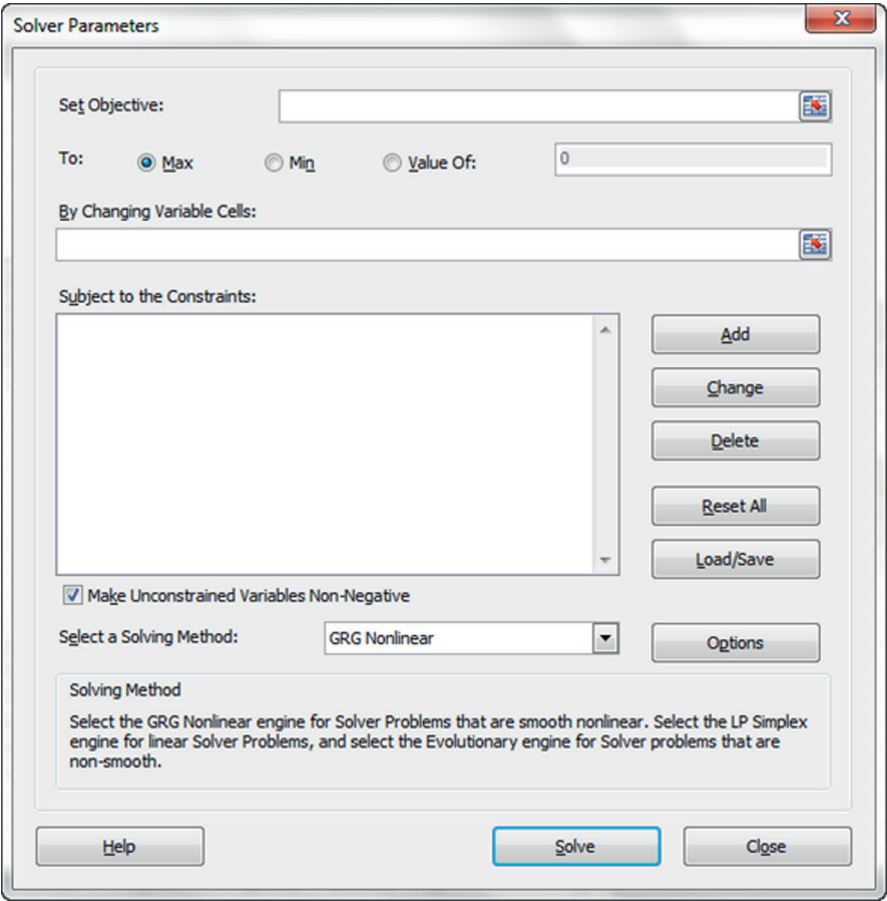 Solver Parameters
Set Objective:
To: Max Min Value Of: 0
By Changing Variable Cells:
Subject to the Constraints:
Add
Change
Delete
Reset All
Load/Save
Make Unconstrained Variables Non-Negative
Select a Solving Method: GRG Nonlinear Options
Solving Method
Select the GRG Nonlinear engine for Solver Problems that are smooth nonlinear. Select the LP Simplex
engine for linear Solver Problems, and select the Evolutionary engine for Solver problems that are
non-smooth.
Help Solve Close